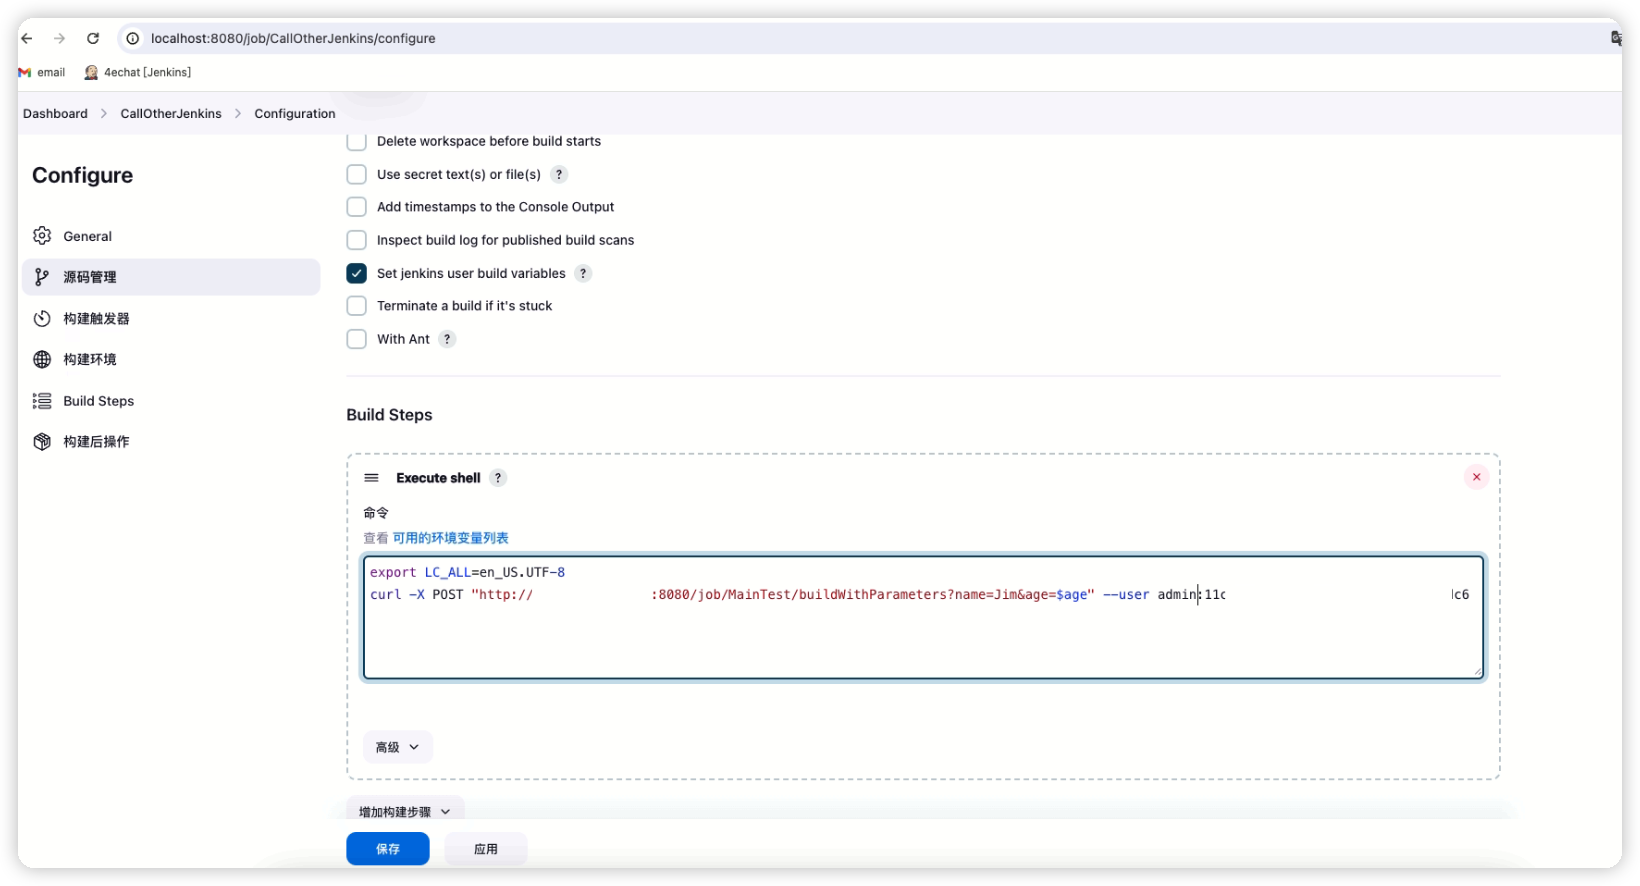 localhost:8080/job/CallOtherJenkins/configure
email 4echat [Jenkins]
Dashboard CallOtherJenkins Configuration
Configure
General
源码管理
构建触发器
构建环境
Build Steps
构建后操作
Delete workspace before build starts
Use secret text(s) or file(s) ?
Add timestamps to the Console Output
Inspect build log for published build scans
Set jenkins user build variables ?
Terminate a build if it's stuck
With Ant ?
Build Steps
Execute shell ?
命令
查看 可用的环境变量列表
export LC_ALL=en_US.UTF-8
curl -X POST "http:// :8080/job/MainTest/buildWithParameters?name=Jim&age=$age" --user admin:11c c6
高级
增加构建步骤
保存 应用